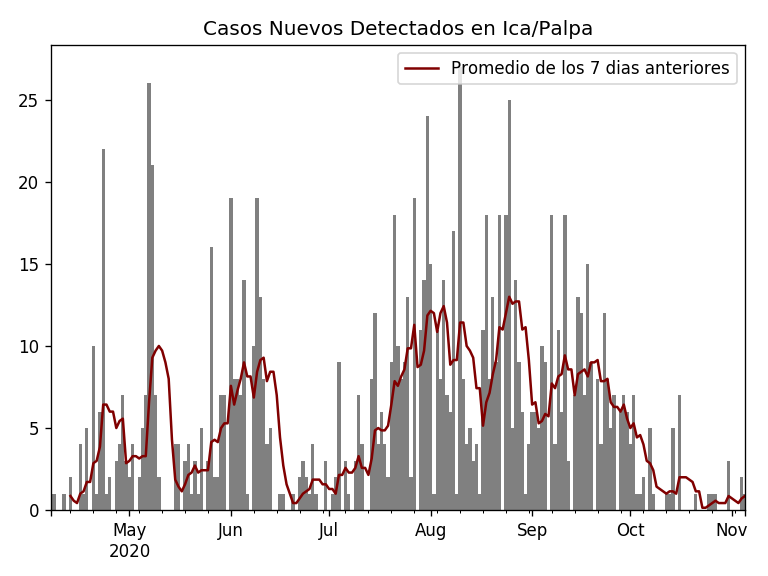 Casos Nuevos Detectados en Ica/Palpa
Promedio de los 7 dias anteriores
25
20
15
10
5
0
May Jun Jul Aug Sep Oct Nov
2020